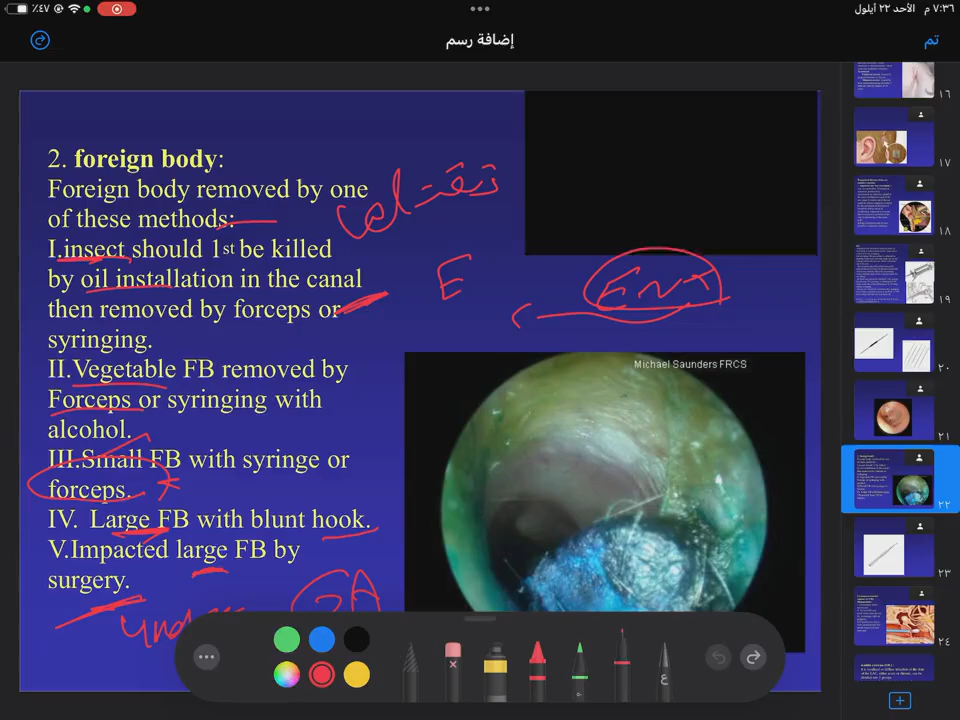 ٪٤٧
٧:٣٦ م الأحد ٢٢ أيلول
إضافة رسم
تم
2. foreign body:
Foreign body removed by one
of these methods:
I.insect should 1st be killed
by oil installation in the canal
then removed by forceps or
syringing.
II.Vegetable FB removed by
Forceps or syringing with
alcohol.
III.Small FB with syringe or
forceps.
IV. Large FB with blunt hook.
V.Impacted large FB by
surgery.
E
ENT
GA
Michael Saunders FRCS
١٦
١٧
١٨
١٩
٢٠
٢١
٢٢
٢٣
٢٤